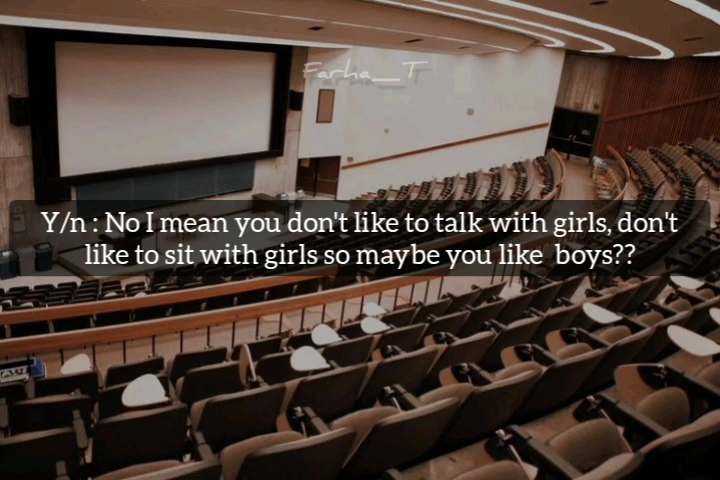 Farha__T
Y/n : No I mean you don't like to talk with girls, don't
like to sit with girls so maybe you like  boys??